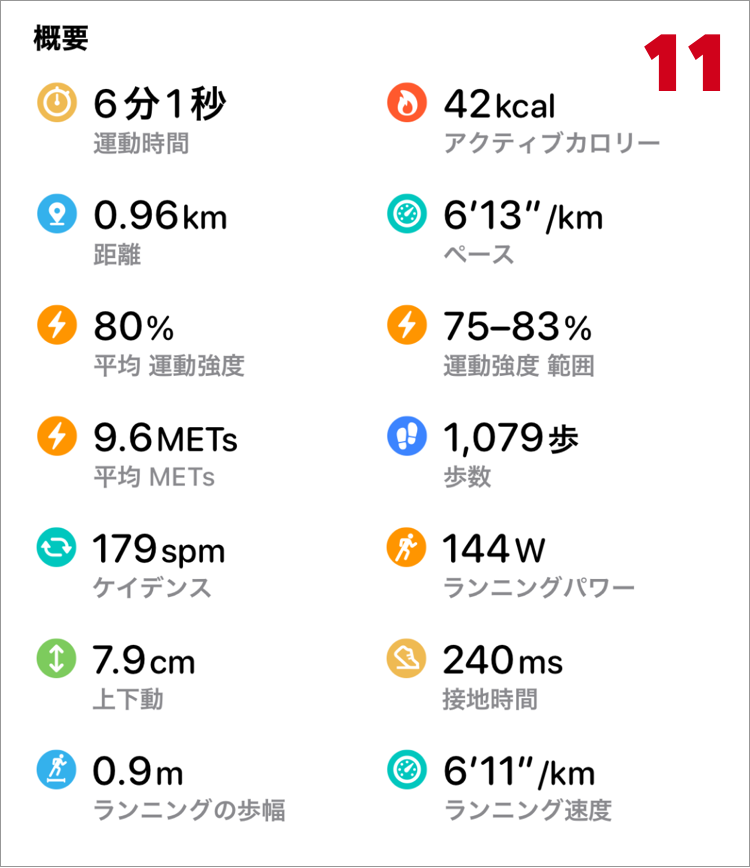 概要
11
6分1秒
運動時間
42kcal
アクティブカロリー
0.96km
距離
6′13″/km
ペース
80%
平均 運動強度
75–83%
運動強度 範囲
9.6METs
平均 METs
1,079歩
歩数
179spm
ケイデンス
144W
ランニングパワー
7.9cm
上下動
240ms
接地時間
0.9m
ランニングの歩幅
6′11″/km
ランニング速度